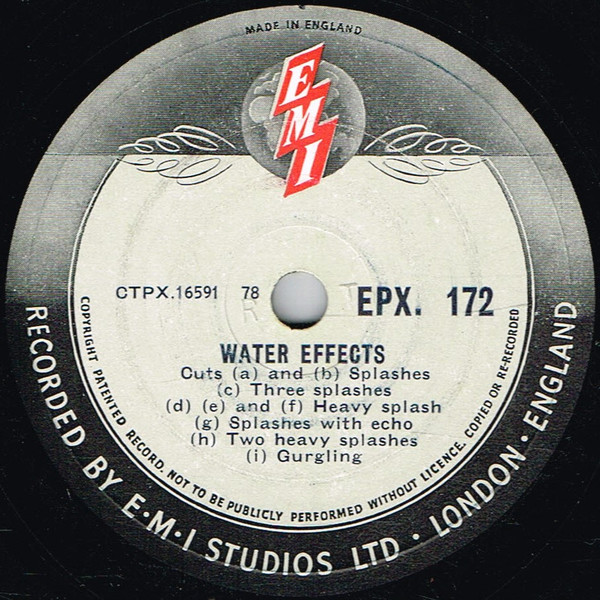 MADE IN ENGLAND
EMI
CTPX.16591 78 EPX. 172
WATER EFFECTS
Cuts (a) and (b) Splashes
(c) Three splashes
(d) (e) and (f) Heavy splash
(g) Splashes with echo
(h) Two heavy splashes
(i) Gurgling
COPYRIGHT PATENTED RECORD. NOT TO BE PUBLICLY PERFORMED WITHOUT LICENCE. COPIED OR RE-RECORDED
RECORDED BY E·M·I STUDIOS LTD · LONDON · ENGLAND